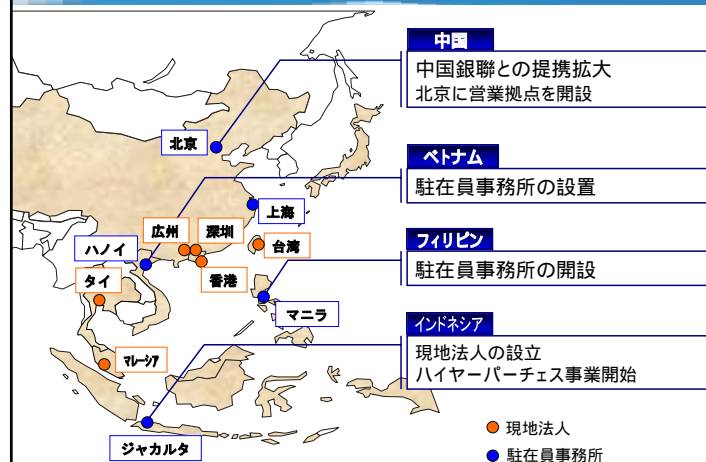 中国
中国銀聯との提携拡大
北京に営業拠点を開設
北京
ベトナム
駐在員事務所の設置
上海
広州
深圳
台湾
ハノイ
香港
フィリピン
駐在員事務所の開設
タイ
マニラ
インドネシア
現地法人の設立
ハイヤーパーチェス事業開始
マレーシア
ジャカルタ
現地法人
駐在員事務所